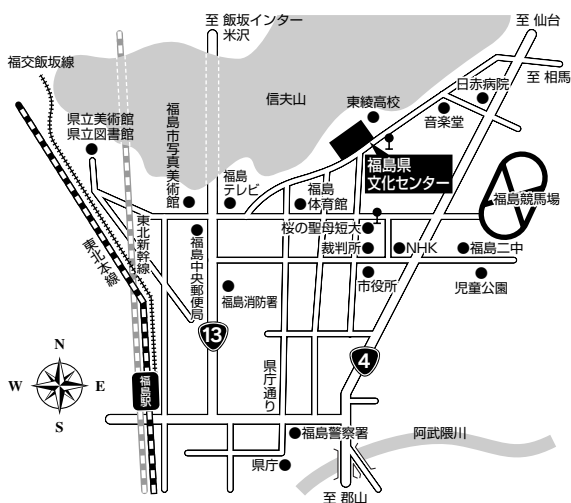 至 飯坂インター
米沢
至 仙台
福交飯坂線
至 相馬
日赤病院
信夫山
東綾高校
音楽堂
県立美術館
県立図書館
福島市写真美術館
福島県
文化センター
福島
テレビ
福島
体育館
福島競馬場
桜の聖母短大
東北新幹線
東北本線
福島中央郵便局
裁判所
NHK
福島二中
市役所
児童公園
福島消防署
13
4
県庁通り
N
W
E
S
福島駅
福島警察署
阿武隈川
県庁
至 郡山